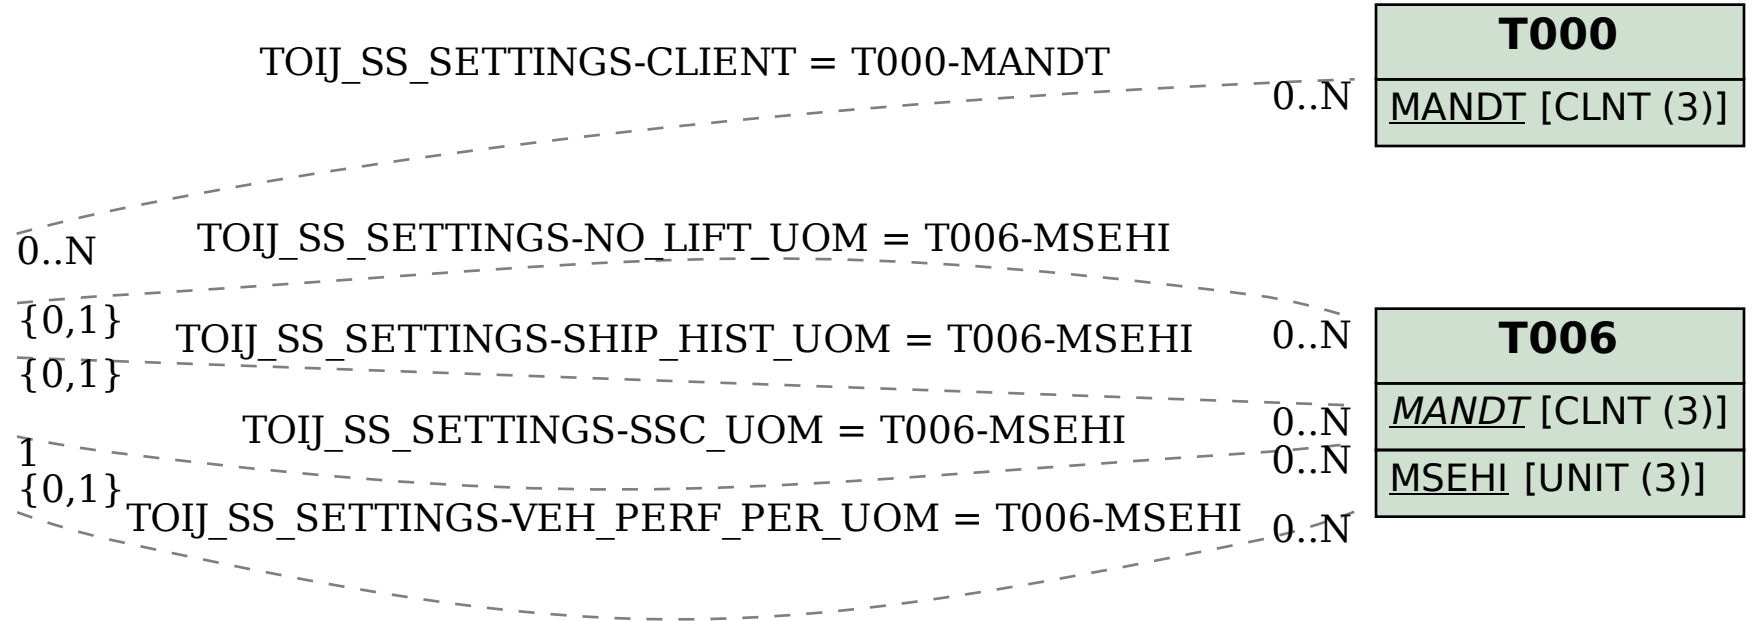 T000
TOIJ_SS_SETTINGS-CLIENT = T000-MANDT
0..N
MANDT [CLNT (3)]
0..N
TOIJ_SS_SETTINGS-NO_LIFT_UOM = T006-MSEHI
{0,1}
0..N
T006
TOIJ_SS_SETTINGS-SHIP_HIST_UOM = T006-MSEHI
{0,1}
0..N
MANDT [CLNT (3)]
TOIJ_SS_SETTINGS-SSC_UOM = T006-MSEHI
1
0..N
MSEHI [UNIT (3)]
{0,1}
TOIJ_SS_SETTINGS-VEH_PERF_PER_UOM = T006-MSEHI
0..N